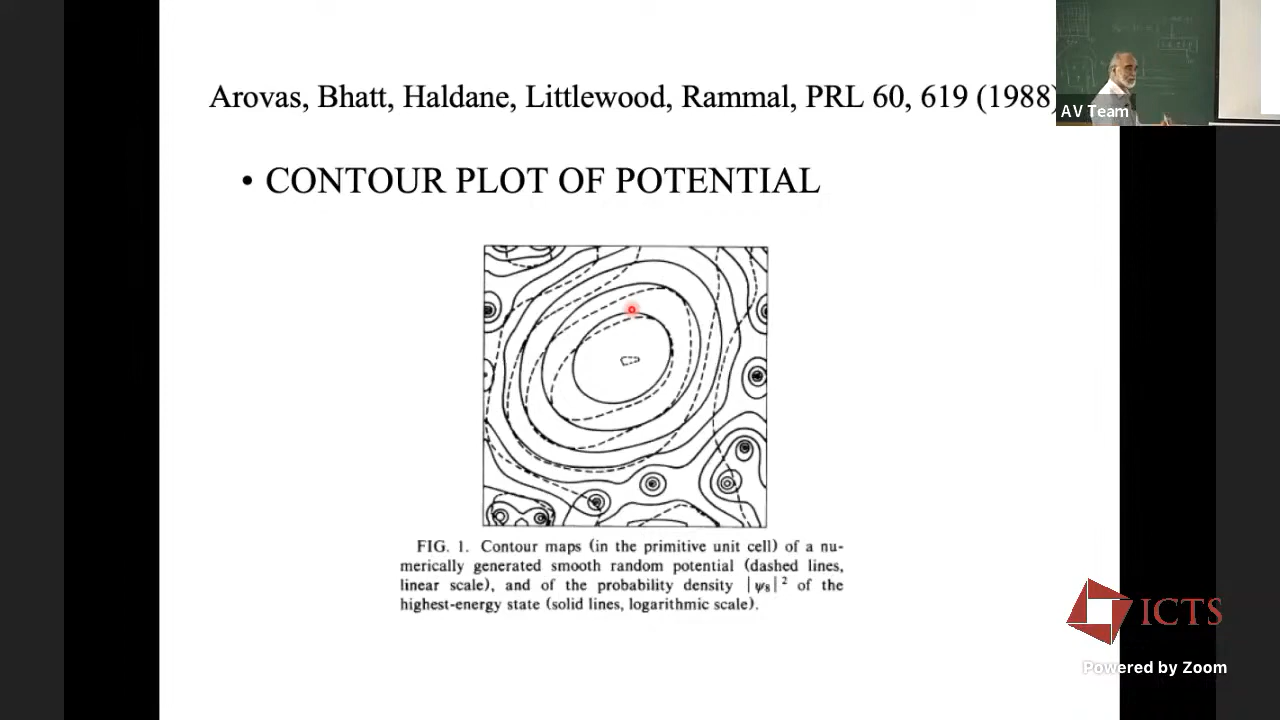 Arovas, Bhatt, Haldane, Littlewood, Rammal, PRL 60, 619 (1988)
AV Team
• CONTOUR PLOT OF POTENTIAL
FIG. 1. Contour maps (in the primitive unit cell) of a nu-
merically generated smooth random potential (dashed lines,
linear scale), and of the probability density |ψ₈|² of the
highest-energy state (solid lines, logarithmic scale).
ICTS
Powered by Zoom